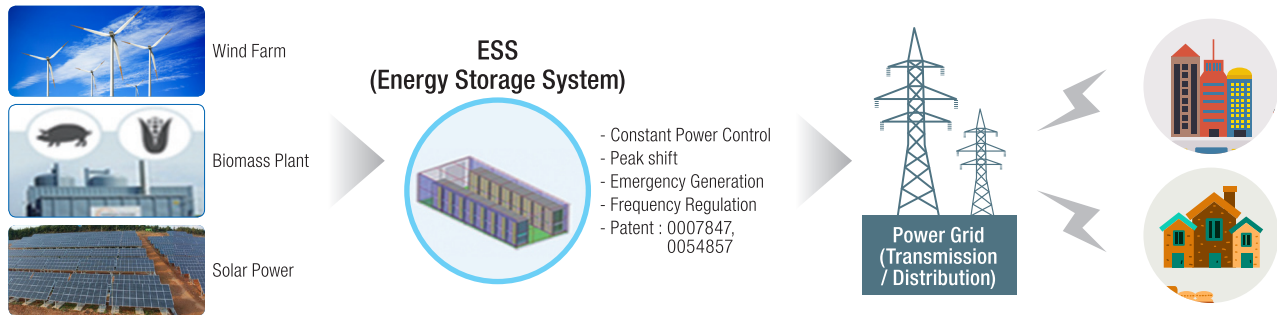 Wind Farm
Biomass Plant
Solar Power
ESS
(Energy Storage System)
- Constant Power Control
- Peak shift
- Emergency Generation
- Frequency Regulation
- Patent : 0007847,
0054857
Power Grid
(Transmission
/ Distribution)